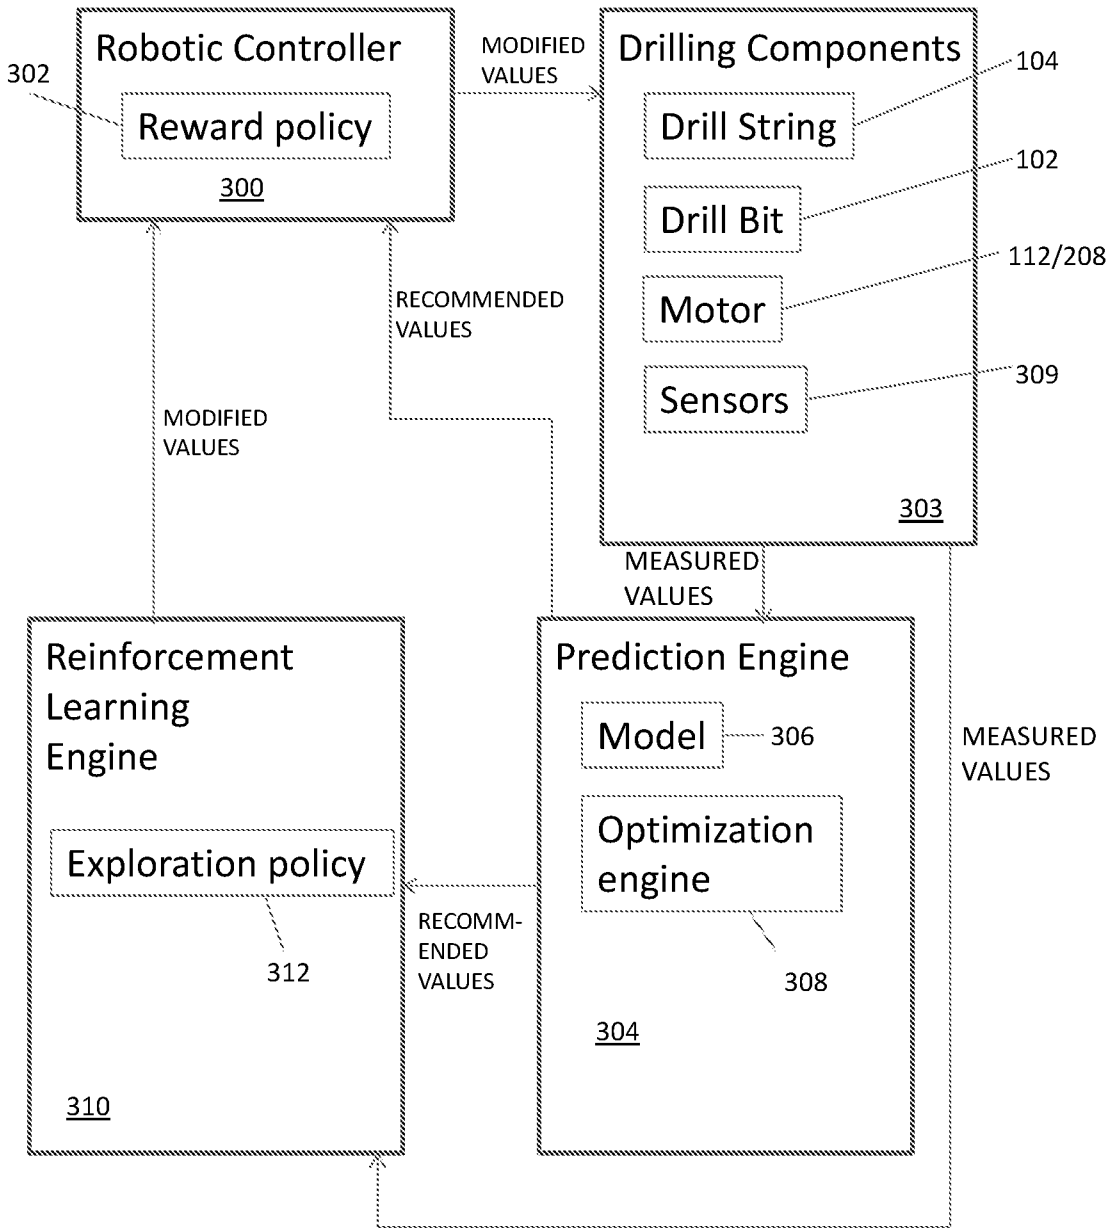 Robotic Controller
302
Reward policy
300
MODIFIED
VALUES
Drilling Components
104
Drill String
102
Drill Bit
112/208
Motor
309
Sensors
303
RECOMMENDED
VALUES
MODIFIED
VALUES
MEASURED
VALUES
MEASURED
VALUES
Reinforcement
Learning
Engine
Exploration policy
312
310
RECOMM-
ENDED
VALUES
Prediction Engine
Model
306
Optimization
engine
308
304